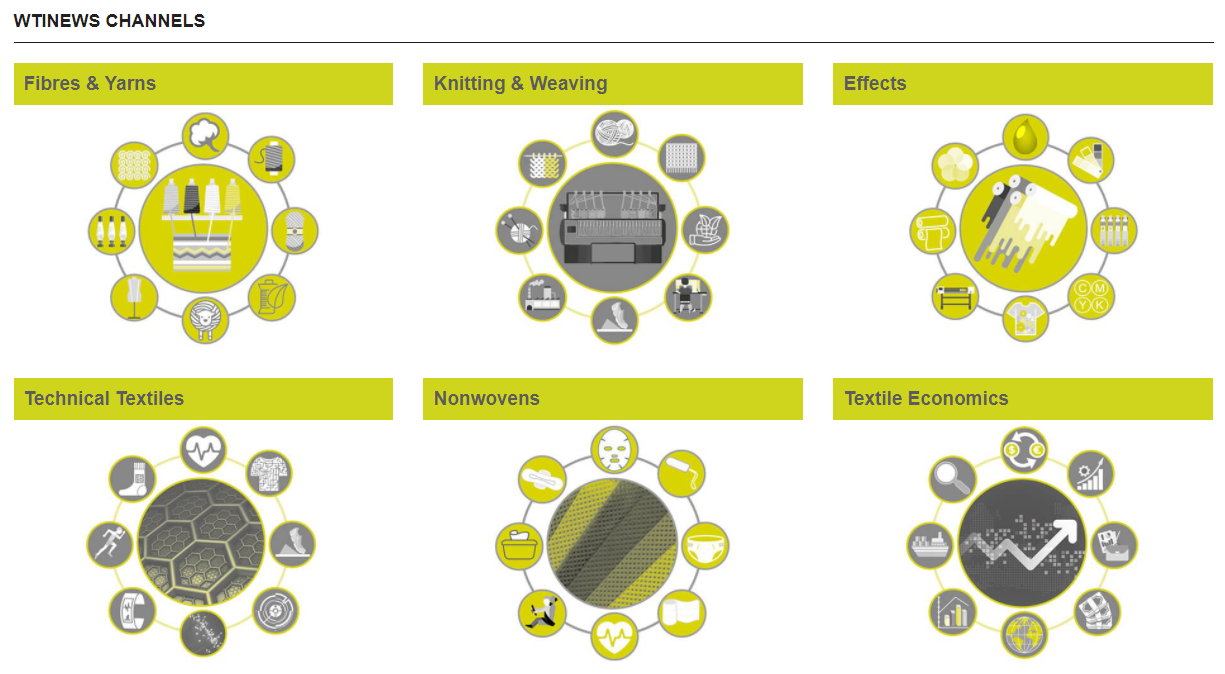 WTINEWS CHANNELS
Fibres & Yarns
Knitting & Weaving
Effects
C M
Y K
Technical Textiles
Nonwovens
Textile Economics
$ €